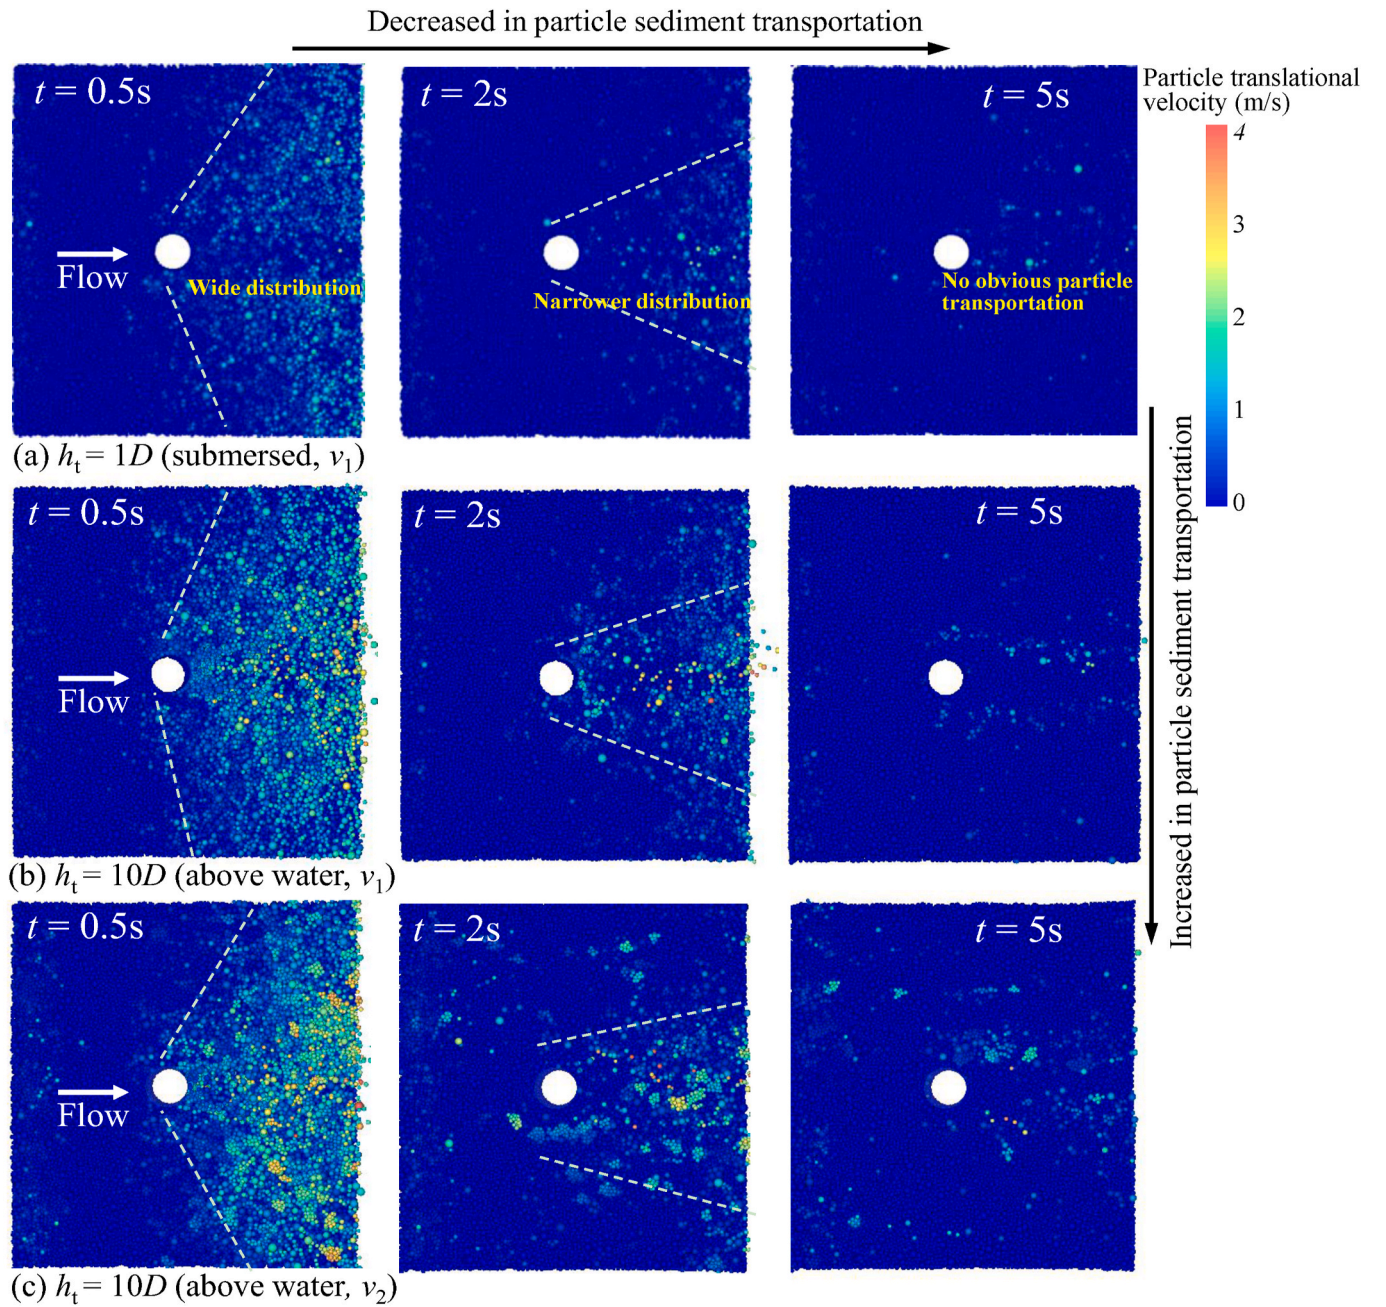 Decreased in particle sediment transportation
t = 0.5s
t = 2s
t = 5s
Particle translational
velocity (m/s)
4
3
2
1
0
Flow
Wide distribution
Narrower distribution
No obvious particle
transportation
(a) ht = 1D (submersed, v1)
Increased in particle sediment transportation
t = 0.5s
t = 2s
t = 5s
Flow
(b) ht = 10D (above water, v1)
t = 0.5s
t = 2s
t = 5s
Flow
(c) ht = 10D (above water, v2)